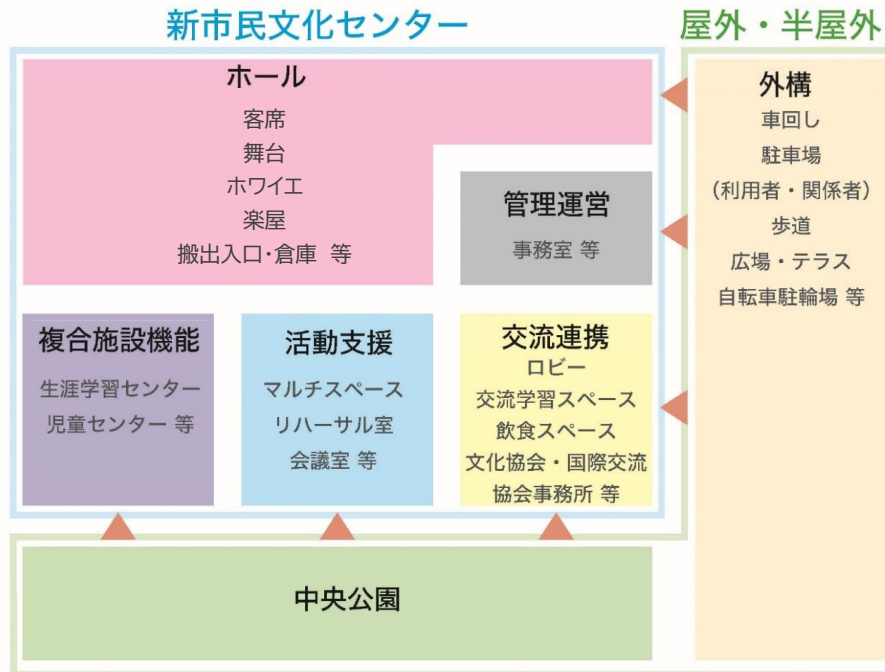 新市民文化センター
屋外・半屋外
ホール
客席
舞台
ホワイエ
楽屋
搬出入口・倉庫 等
管理運営
事務室 等
複合施設機能
生涯学習センター
児童センター 等
活動支援
マルチスペース
リハーサル室
会議室 等
交流連携
ロビー
交流学習スペース
飲食スペース
文化協会・国際交流
協会事務所 等
外構
車回し
駐車場
(利用者・関係者)
歩道
広場・テラス
自転車駐輪場 等
中央公園